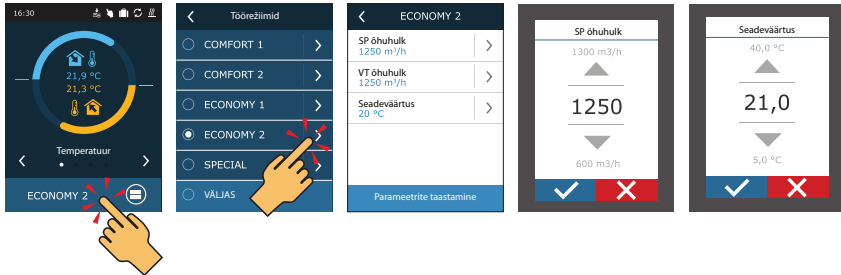 16:30
21,9 °C
21,3 °C
Temperatuur
ECONOMY 2
Töörežiimid
COMFORT 1
COMFORT 2
ECONOMY 1
ECONOMY 2
SPECIAL
VÄLJAS
ECONOMY 2
SP õhuhulk
1250 m³/h
VT õhuhulk
1250 m³/h
Seadeväärtus
20 °C
Parameetrite taastamine
SP õhuhulk
1300 m3/h
1250
600 m3/h
Seadeväärtus
40,0 °C
21,0
5,0 °C